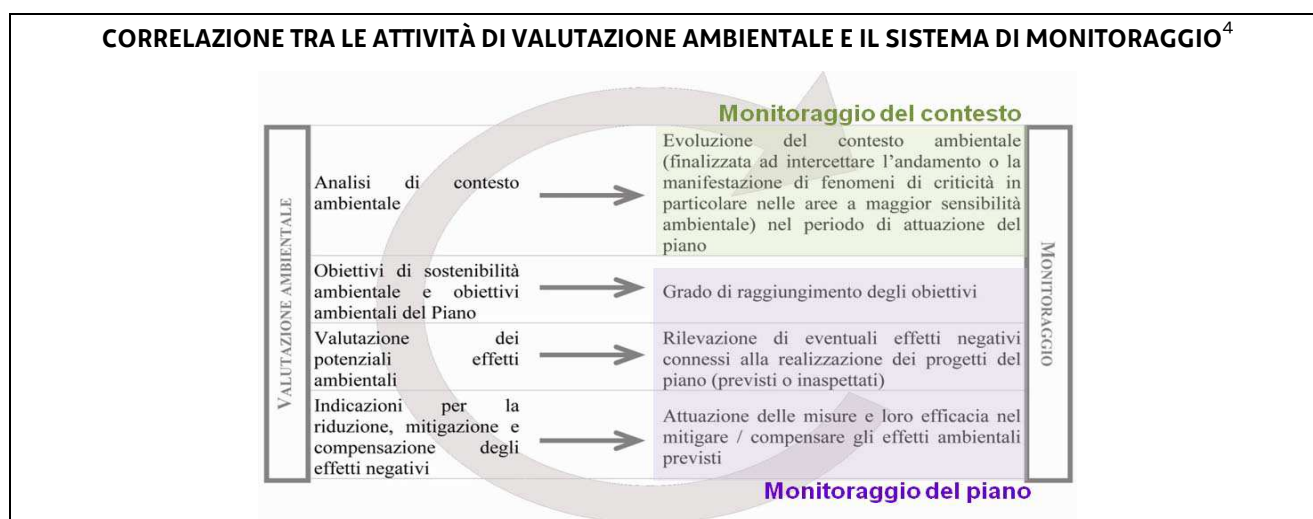 CORRELAZIONE TRA LE ATTIVITÀ DI VALUTAZIONE AMBIENTALE E IL SISTEMA DI MONITORAGGIO4
Monitoraggio del contesto
VALUTAZIONE AMBIENTALE
Analisi di contesto
ambientale
Evoluzione del contesto ambientale
(finalizzata ad intercettare l'andamento o la
manifestazione di fenomeni di criticità in
particolare nelle aree a maggior sensibilità
ambientale) nel periodo di attuazione del
piano
Obiettivi di sostenibilità
ambientale e obiettivi
ambientali del Piano
Grado di raggiungimento degli obiettivi
Valutazione dei
potenziali effetti
ambientali
Rilevazione di eventuali effetti negativi
connessi alla realizzazione dei progetti del
piano (previsti o inaspettati)
Indicazioni per la
riduzione, mitigazione e
compensazione degli
effetti negativi
Attuazione delle misure e loro efficacia nel
mitigare / compensare gli effetti ambientali
previsti
MONITORAGGIO
Monitoraggio del piano